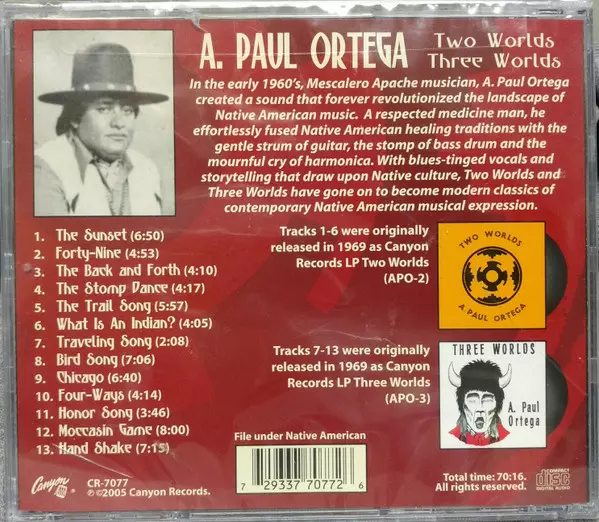 A. PAUL ORTEGA
Two Worlds
Three Worlds
In the early 1960's, Mescalero Apache musician, A. Paul Ortega
created a sound that forever revolutionized the landscape of
Native American music. A respected medicine man, he
effortlessly fused Native American healing traditions with the
gentle strum of guitar, the stomp of bass drum and the
mournful cry of harmonica. With blues-tinged vocals and
storytelling that draw upon Native culture, Two Worlds and
Three Worlds have gone on to become modern classics of
contemporary Native American musical expression.
1. The Sunset (6:50)
2. Forty-Nine (4:53)
3. The Back and Forth (4:10)
4. The Stomp Dance (4:17)
5. The Trail Song (5:57)
6. What Is An Indian? (4:05)
7. Traveling Song (2:08)
8. Bird Song (7:06)
9. Chicago (6:40)
10. Four-Ways (4:14)
11. Honor Song (3:46)
12. Moccasin Game (8:00)
13. Hand Shake (7:15)
Tracks 1-6 were originally
released in 1969 as Canyon
Records LP Two Worlds
(APO-2)
TWO WORLDS
A. PAUL ORTEGA
Tracks 7-13 were originally
released in 1969 as Canyon
Records LP Three Worlds
(APO-3)
THREE WORLDS
A. Paul
Ortega
File under Native American
7 29337 70772 6
Canyon
CR-7077
℗©2005 Canyon Records.
Total time: 70:16.
All rights reserved.
COMPACT
disc
DIGITAL AUDIO